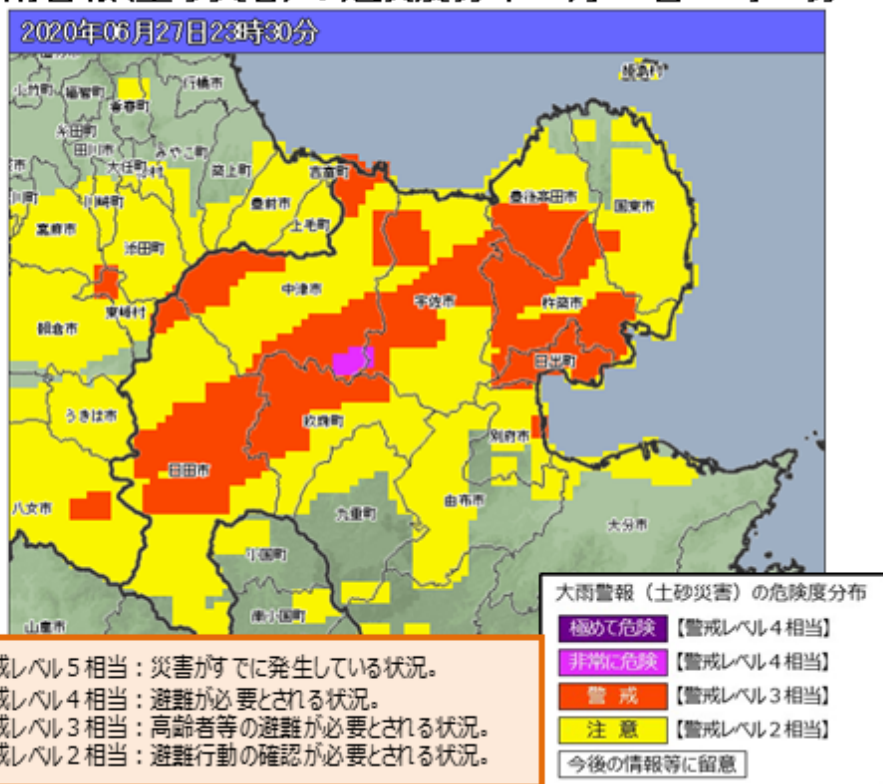 2020年06月27日23時30分
姫島村
小竹町
福智町
香春町
行橋市
糸田町
田川市
大任町
みやこ町
築上町
吉富町
川崎町
豊前市
豊後高田市
国東市
嘉麻市
添田町
上毛町
中津市
宇佐市
杵築市
東峰村
朝倉市
日出町
うきは市
玖珠町
日田市
別府市
八女市
九重町
由布市
大分市
小国町
南小国町
山鹿市
大雨警報（土砂災害）の危険度分布
極めて危険【警戒レベル４相当】
非常に危険【警戒レベル４相当】
警 戒【警戒レベル３相当】
注 意【警戒レベル２相当】
今後の情報等に留意
戒レベル５相当：災害がすでに発生している状況。
戒レベル４相当：避難が必要とされる状況。
戒レベル３相当：高齢者等の避難が必要とされる状況。
戒レベル２相当：避難行動の確認が必要とされる状況。